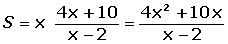 S = x (4x+10)/(x−2) = (4x²+10x)/(x−2)